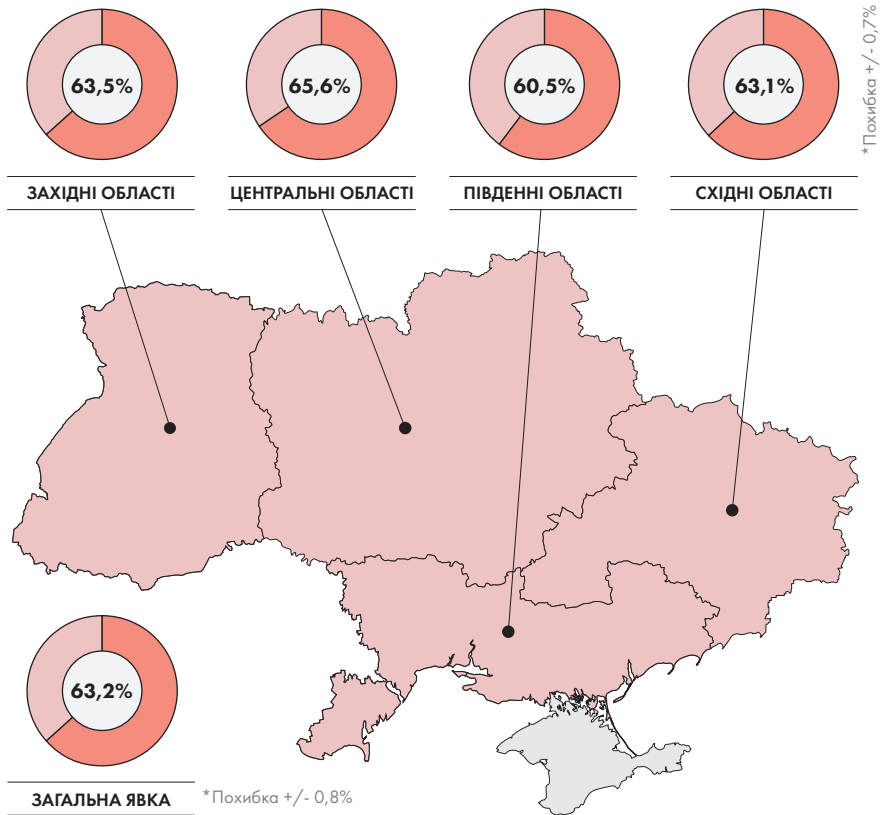 63,5%
65,6%
60,5%
63,1%
*Похибка +/- 0,7%
ЗАХІДНІ ОБЛАСТІ
ЦЕНТРАЛЬНІ ОБЛАСТІ
ПІВДЕННІ ОБЛАСТІ
СХІДНІ ОБЛАСТІ
63,2%
ЗАГАЛЬНА ЯВКА
*Похибка +/- 0,8%